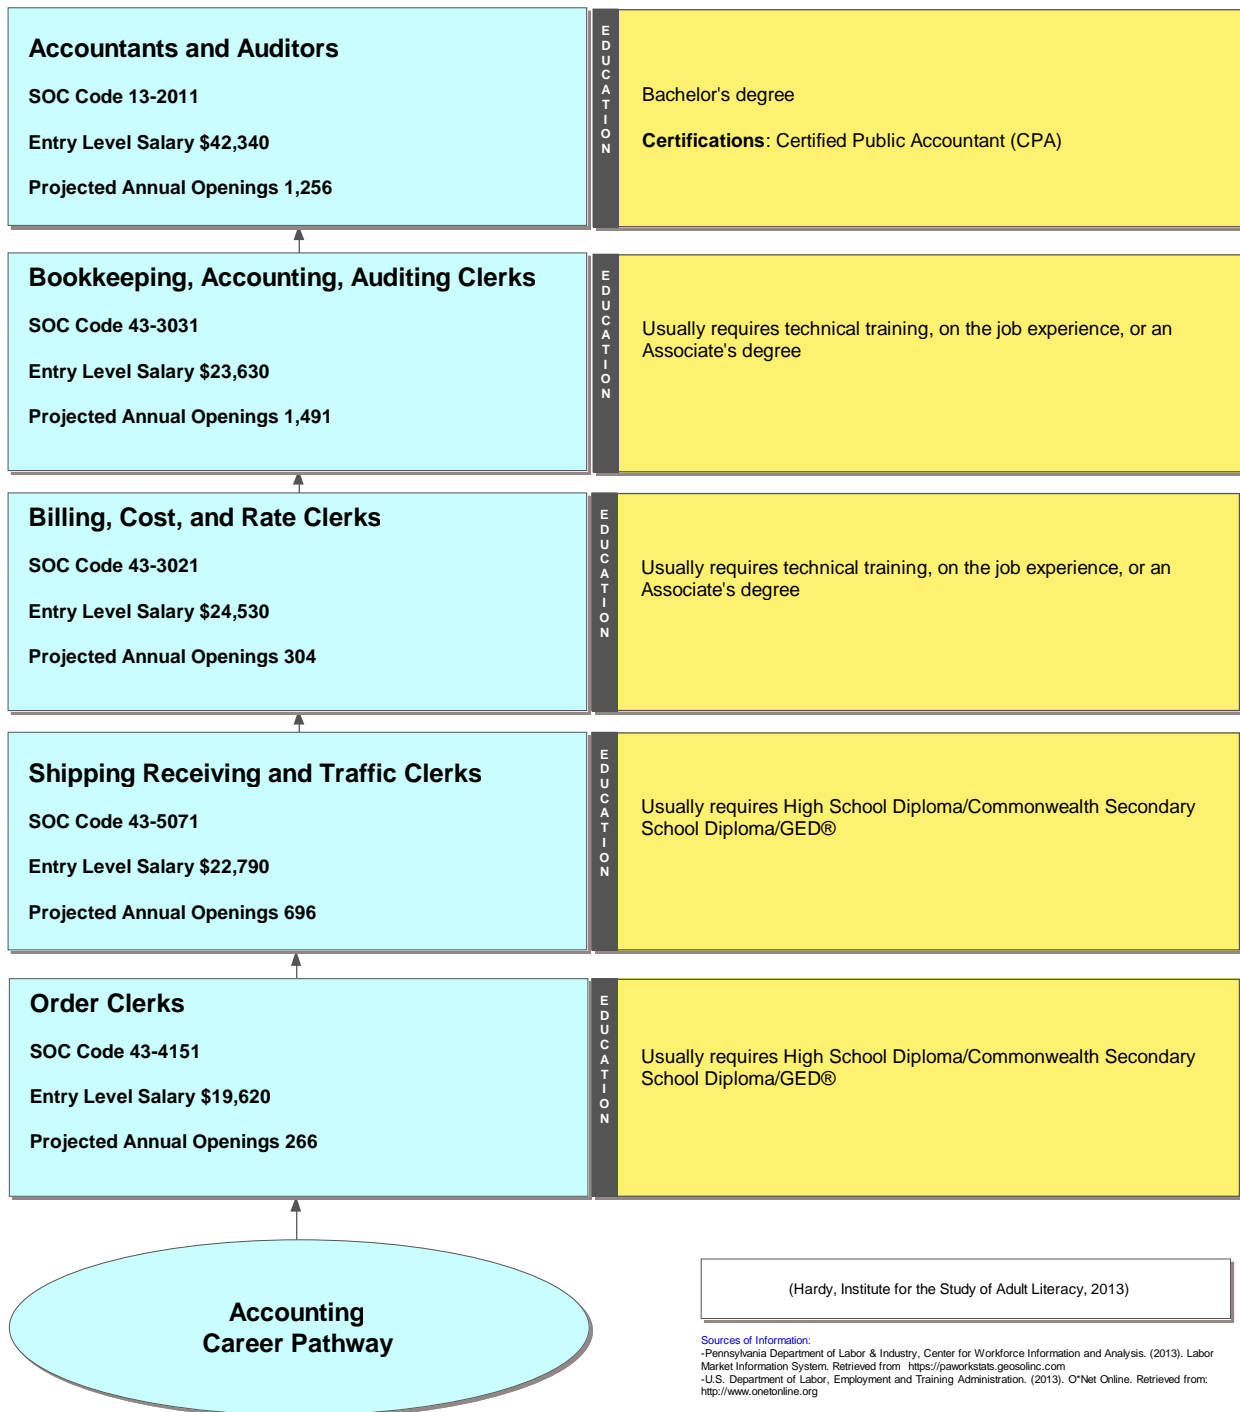 Accountants and Auditors
SOC Code 13-2011
Entry Level Salary $42,340
Projected Annual Openings 1,256
EDUCATION
Bachelor's degree
Certifications: Certified Public Accountant (CPA)
Bookkeeping, Accounting, Auditing Clerks
SOC Code 43-3031
Entry Level Salary $23,630
Projected Annual Openings 1,491
EDUCATION
Usually requires technical training, on the job experience, or an
Associate's degree
Billing, Cost, and Rate Clerks
SOC Code 43-3021
Entry Level Salary $24,530
Projected Annual Openings 304
EDUCATION
Usually requires technical training, on the job experience, or an
Associate's degree
Shipping Receiving and Traffic Clerks
SOC Code 43-5071
Entry Level Salary $22,790
Projected Annual Openings 696
EDUCATION
Usually requires High School Diploma/Commonwealth Secondary
School Diploma/GED®
Order Clerks
SOC Code 43-4151
Entry Level Salary $19,620
Projected Annual Openings 266
EDUCATION
Usually requires High School Diploma/Commonwealth Secondary
School Diploma/GED®
Accounting
Career Pathway
(Hardy, Institute for the Study of Adult Literacy, 2013)
Sources of Information:
-Pennsylvania Department of Labor & Industry, Center for Workforce Information and Analysis. (2013). Labor
Market Information System. Retrieved from https://paworkstats.geosolinc.com
-U.S. Department of Labor, Employment and Training Administration. (2013). O*Net Online. Retrieved from:
http://www.onetonline.org